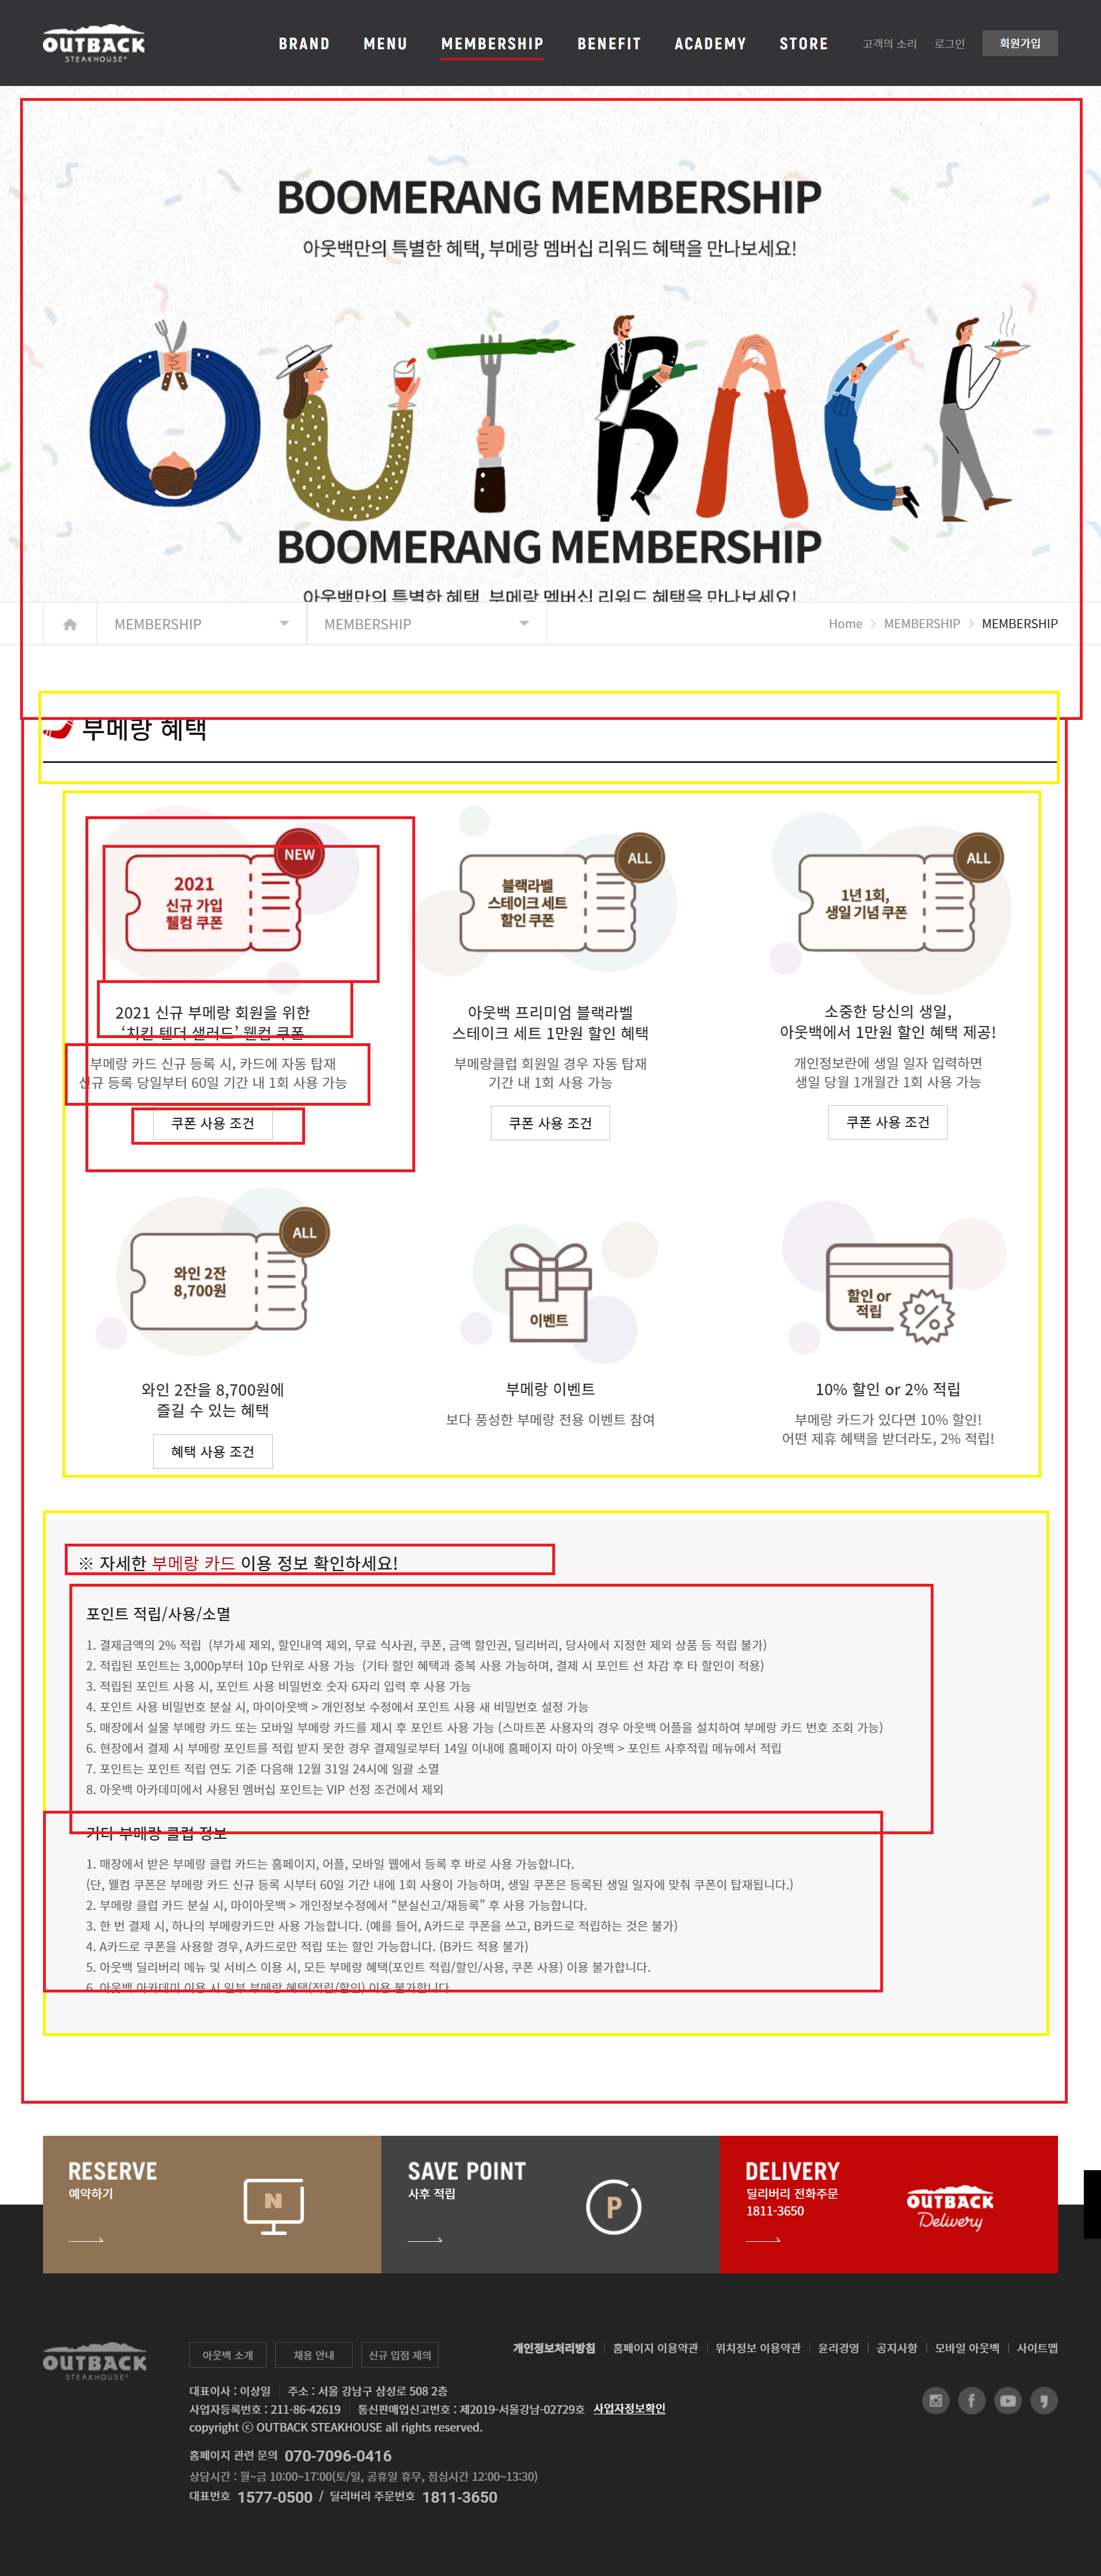 OUTBACK
STEAKHOUSE®
BRAND MENU MEMBERSHIP BENEFIT ACADEMY STORE 고객의 소리 로그인 회원가입
BOOMERANG MEMBERSHIP
아웃백만의 특별한 혜택, 부메랑 멤버십 리워드 혜택을 만나보세요!
OUTBACK
BOOMERANG MEMBERSHIP
아웃백만의 특별한 혜택, 부메랑 멤버십 리워드 혜택을 만나보세요!
MEMBERSHIP MEMBERSHIP Home > MEMBERSHIP > MEMBERSHIP
부메랑 혜택
NEW
2021
신규 가입
웰컴 쿠폰
2021 신규 부메랑 회원을 위한
‘치킨 텐더 샐러드’ 웰컴 쿠폰
부메랑 카드 신규 등록 시, 카드에 자동 탑재
신규 등록 당일부터 60일 기간 내 1회 사용 가능
쿠폰 사용 조건
ALL
블랙라벨
스테이크 세트
할인 쿠폰
아웃백 프리미엄 블랙라벨
스테이크 세트 1만원 할인 혜택
부메랑클럽 회원일 경우 자동 탑재
기간 내 1회 사용 가능
쿠폰 사용 조건
ALL
1년 1회,
생일 기념 쿠폰
소중한 당신의 생일,
아웃백에서 1만원 할인 혜택 제공!
개인정보란에 생일 일자 입력하면
생일 당월 1개월간 1회 사용 가능
쿠폰 사용 조건
ALL
와인 2잔
8,700원
와인 2잔을 8,700원에
즐길 수 있는 혜택
혜택 사용 조건
이벤트
부메랑 이벤트
보다 풍성한 부메랑 전용 이벤트 참여
할인 or
적립
10% 할인 or 2% 적립
부메랑 카드가 있다면 10% 할인!
어떤 제휴 혜택을 받더라도, 2% 적립!
※ 자세한 부메랑 카드 이용 정보 확인하세요!
포인트 적립/사용/소멸
1. 결제금액의 2% 적립 (부가세 제외, 할인내역 제외, 무료 식사권, 쿠폰, 금액 할인권, 딜리버리, 당사에서 지정한 제외 상품 등 적립 불가)
2. 적립된 포인트는 3,000p부터 10p 단위로 사용 가능 (기타 할인 혜택과 중복 사용 가능하며, 결제 시 포인트 선 차감 후 타 할인이 적용)
3. 적립된 포인트 사용 시, 포인트 사용 비밀번호 숫자 6자리 입력 후 사용 가능
4. 포인트 사용 비밀번호 분실 시, 마이아웃백 > 개인정보 수정에서 포인트 사용 새 비밀번호 설정 가능
5. 매장에서 실물 부메랑 카드 또는 모바일 부메랑 카드를 제시 후 포인트 사용 가능 (스마트폰 사용자의 경우 아웃백 어플을 설치하여 부메랑 카드 번호 조회 가능)
6. 현장에서 결제 시 부메랑 포인트를 적립 받지 못한 경우 결제일로부터 14일 이내에 홈페이지 마이 아웃백 > 포인트 사후적립 메뉴에서 적립
7. 포인트는 포인트 적립 연도 기준 다음해 12월 31일 24시에 일괄 소멸
8. 아웃백 아카데미에서 사용된 멤버십 포인트는 VIP 선정 조건에서 제외
기타 부메랑 클럽 정보
1. 매장에서 받은 부메랑 클럽 카드는 홈페이지, 어플, 모바일 웹에서 등록 후 바로 사용 가능합니다.
(단, 웰컴 쿠폰은 부메랑 카드 신규 등록 시부터 60일 기간 내에 1회 사용이 가능하며, 생일 쿠폰은 등록된 생일 일자에 맞춰 쿠폰이 탑재됩니다.)
2. 부메랑 클럽 카드 분실 시, 마이아웃백 > 개인정보수정에서 “분실신고/재등록” 후 사용 가능합니다.
3. 한 번 결제 시, 하나의 부메랑카드만 사용 가능합니다. (예를 들어, A카드로 쿠폰을 쓰고, B카드로 적립하는 것은 불가)
4. A카드로 쿠폰을 사용할 경우, A카드로만 적립 또는 할인 가능합니다. (B카드 적용 불가)
5. 아웃백 딜리버리 메뉴 및 서비스 이용 시, 모든 부메랑 혜택(포인트 적립/할인/사용, 쿠폰 사용) 이용 불가합니다.
6. 아웃백 아카데미 이용 시 일부 부메랑 혜택(적립/할인) 이용 불가합니다
RESERVE
예약하기
N
SAVE POINT
사후 적립
P
DELIVERY
딜리버리 전화주문
1811-3650
OUTBACK
Delivery
OUTBACK
STEAKHOUSE®
아웃백 소개 채용 안내 신규 입점 제의
개인정보처리방침 홈페이지 이용약관 위치정보 이용약관 윤리경영 공지사항 모바일 아웃백 사이트맵
대표이사 : 이상일 주소 : 서울 강남구 삼성로 508 2층
사업자등록번호 : 211-86-42619 통신판매업신고번호 : 제2019-서울강남-02729호 사업자정보확인
copyright ⓒ OUTBACK STEAKHOUSE all rights reserved.
홈페이지 관련 문의 070-7096-0416
상담시간 : 월~금 10:00~17:00(토/일, 공휴일 휴무, 점심시간 12:00~13:30)
대표번호 1577-0500 / 딜리버리 주문번호 1811-3650